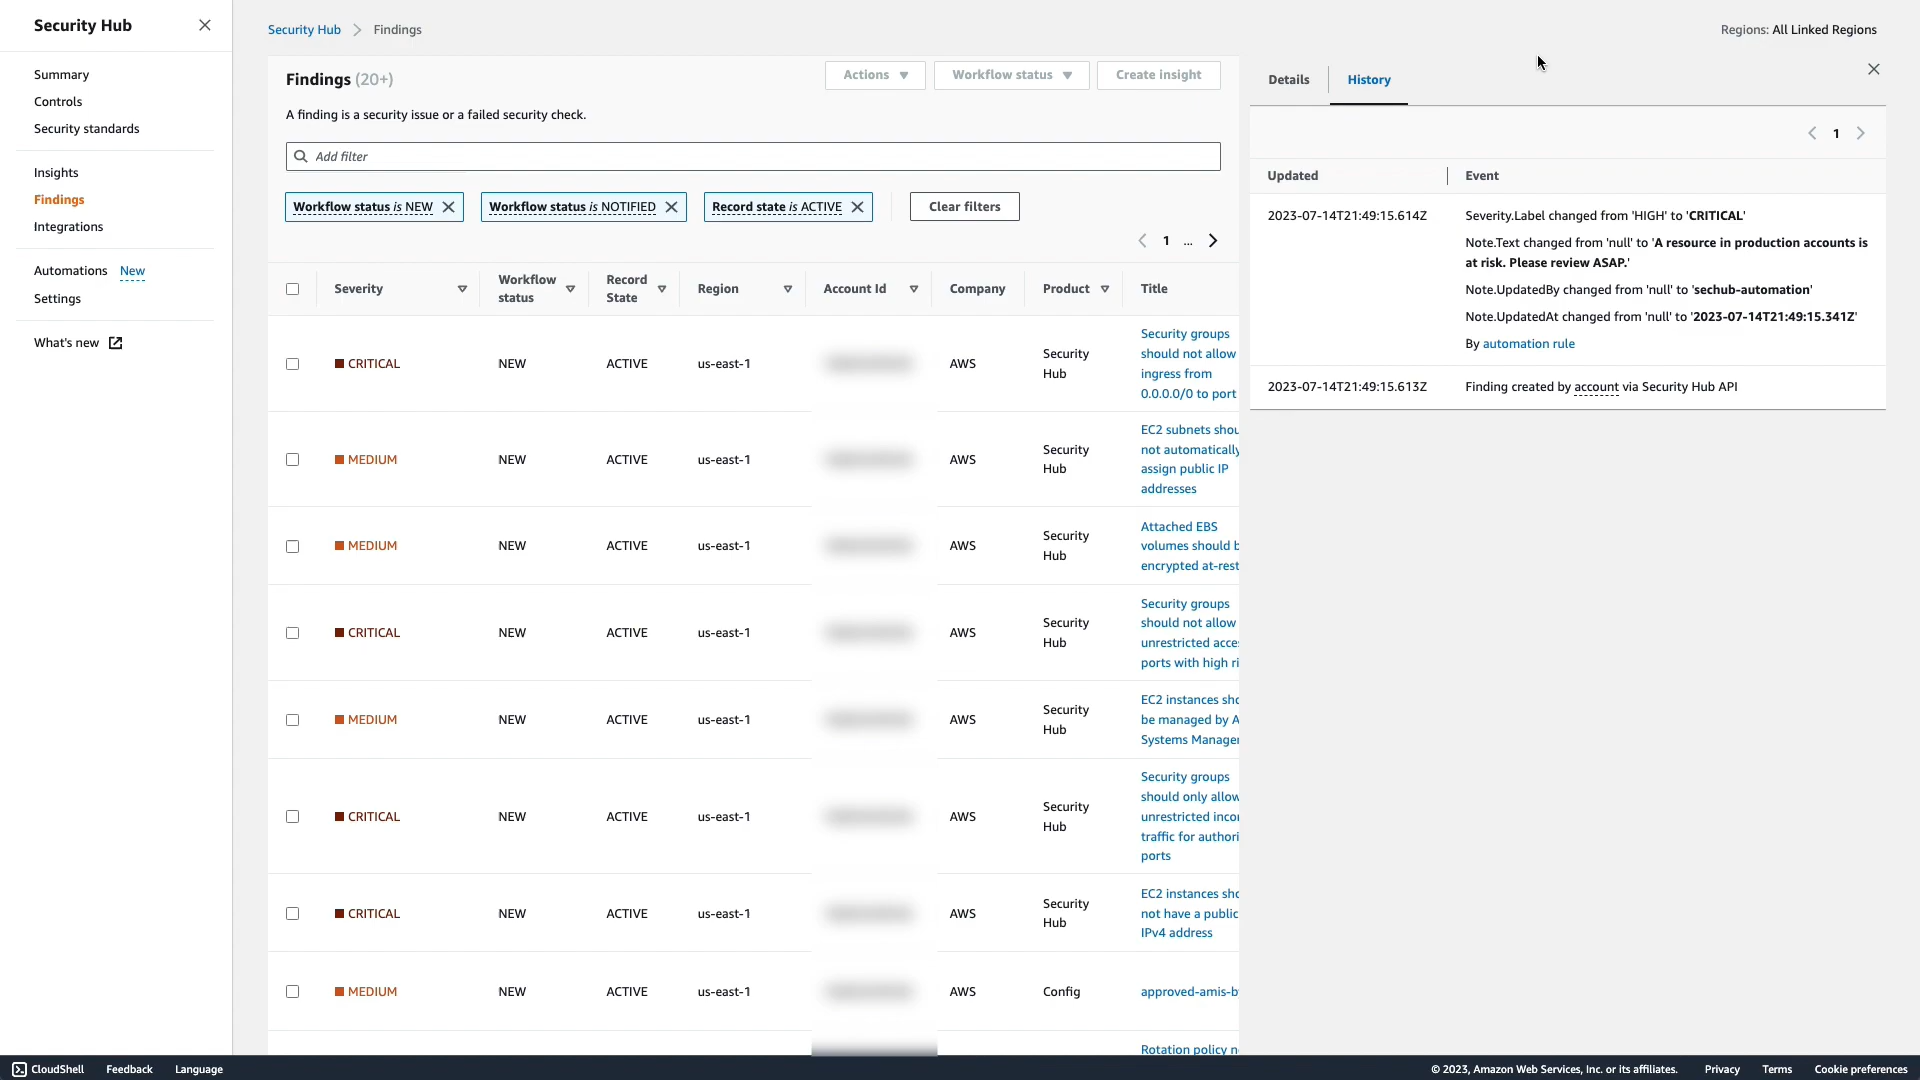 Security Hub
Summary
Controls
Security standards
Insights
Findings
Integrations
Automations New
Settings
What's new
Security Hub
Findings
Regions: All Linked Regions
Findings (20+)
Actions
Workflow status
Create insight
A finding is a security issue or a failed security check.
Add filter
Workflow status is NEW
Workflow status is NOTIFIED
Record state is ACTIVE
Clear filters
1 ...
Severity
Workflow
status
Record
State
Region
Account Id
Company
Product
Title
CRITICAL
NEW
ACTIVE
us-east-1
AWS
Security
Hub
Security groups
should not allow
ingress from
0.0.0.0/0 to port
MEDIUM
NEW
ACTIVE
us-east-1
AWS
Security
Hub
EC2 subnets shou
not automatically
assign public IP
addresses
MEDIUM
NEW
ACTIVE
us-east-1
AWS
Security
Hub
Attached EBS
volumes should b
encrypted at-rest
CRITICAL
NEW
ACTIVE
us-east-1
AWS
Security
Hub
Security groups
should not allow
unrestricted acce
ports with high ri
MEDIUM
NEW
ACTIVE
us-east-1
AWS
Security
Hub
EC2 instances sho
be managed by A
Systems Manager
CRITICAL
NEW
ACTIVE
us-east-1
AWS
Security
Hub
Security groups
should only allow
unrestricted inco
traffic for authori
ports
CRITICAL
NEW
ACTIVE
us-east-1
AWS
Security
Hub
EC2 instances sho
not have a public
IPv4 address
MEDIUM
NEW
ACTIVE
us-east-1
AWS
Config
approved-amis-b
Rotation policy n
Details
History
1
Updated
Event
2023-07-14T21:49:15.614Z
Severity.Label changed from 'HIGH' to 'CRITICAL'
Note.Text changed from 'null' to 'A resource in production accounts is
at risk. Please review ASAP.'
Note.UpdatedBy changed from 'null' to 'sechub-automation'
Note.UpdatedAt changed from 'null' to '2023-07-14T21:49:15.341Z'
By automation rule
2023-07-14T21:49:15.613Z
Finding created by account via Security Hub API
CloudShell
Feedback
Language
© 2023, Amazon Web Services, Inc. or its affiliates.
Privacy
Terms
Cookie preferences